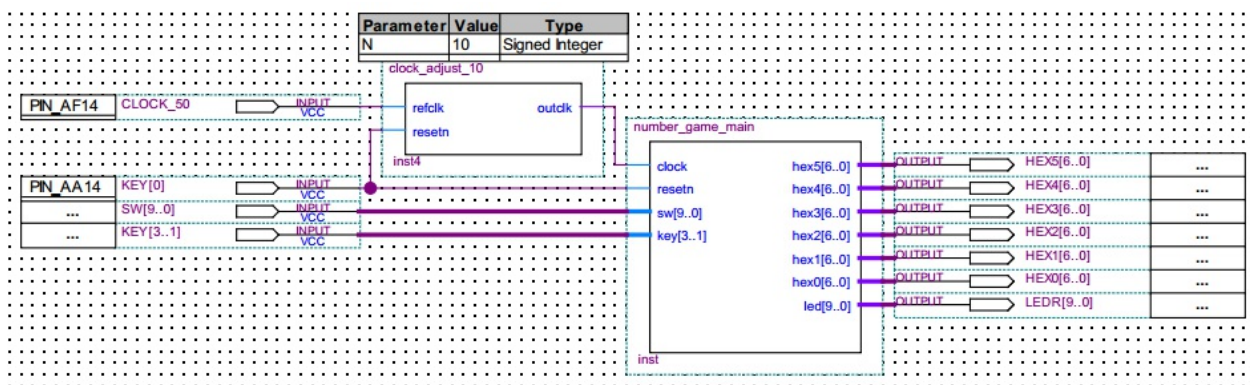 Parameter Value Type
N 10 Signed Integer
clock_adjust_10
PIN_AF14 CLOCK_50 INPUT VCC
refclk outclk
resetn
inst4
number_game_main
clock hex5[6..0] OUTPUT HEX5[6..0] ...
PIN_AA14 KEY[0] INPUT VCC resetn hex4[6..0] OUTPUT HEX4[6..0] ...
... SW[9..0] INPUT VCC sw[9..0] hex3[6..0] OUTPUT HEX3[6..0] ...
... KEY[3..1] INPUT VCC key[3..1] hex2[6..0] OUTPUT HEX2[6..0] ...
hex1[6..0] OUTPUT HEX1[6..0] ...
hex0[6..0] OUTPUT HEX0[6..0] ...
led[9..0] OUTPUT LEDR[9..0] ...
inst